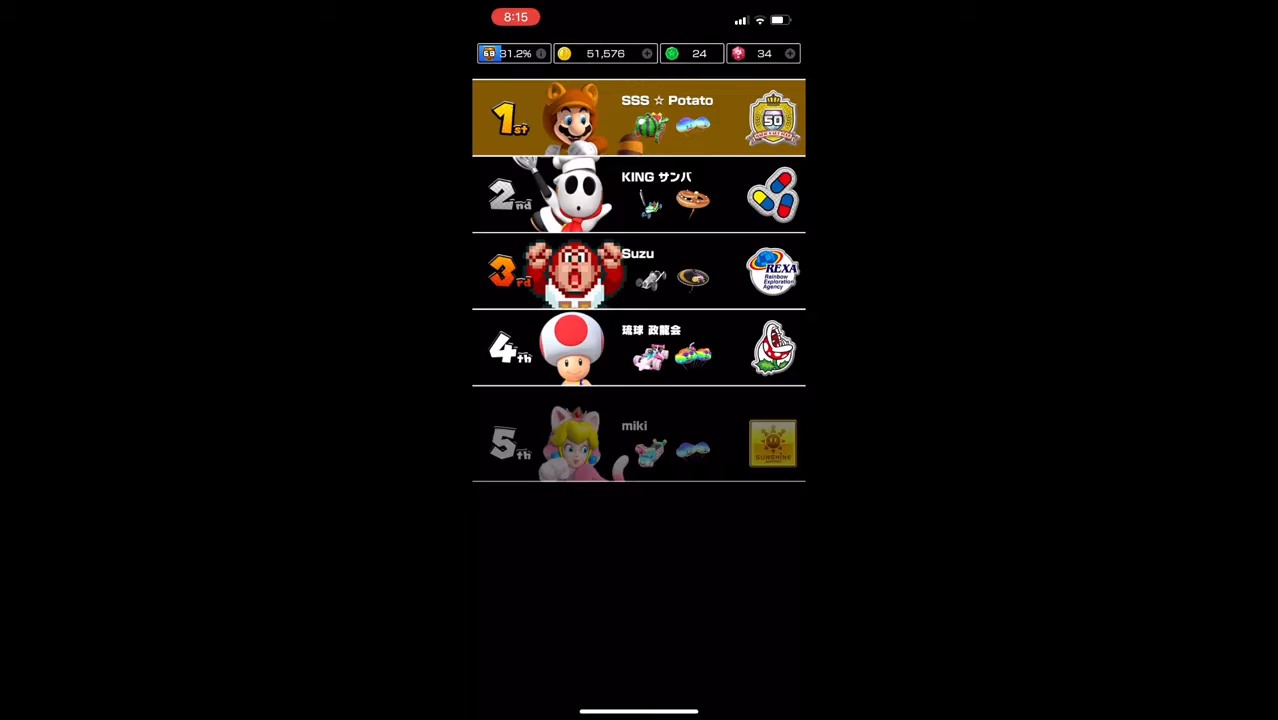 8:15
69 31.2% 51,576 24 34
1st SSS ☆ Potato 50
2nd KING サンバ
3rd Suzu REXA
Rainbow
Exploration
Agency
4th 琉球 政龍会
5th miki SUNSHINE